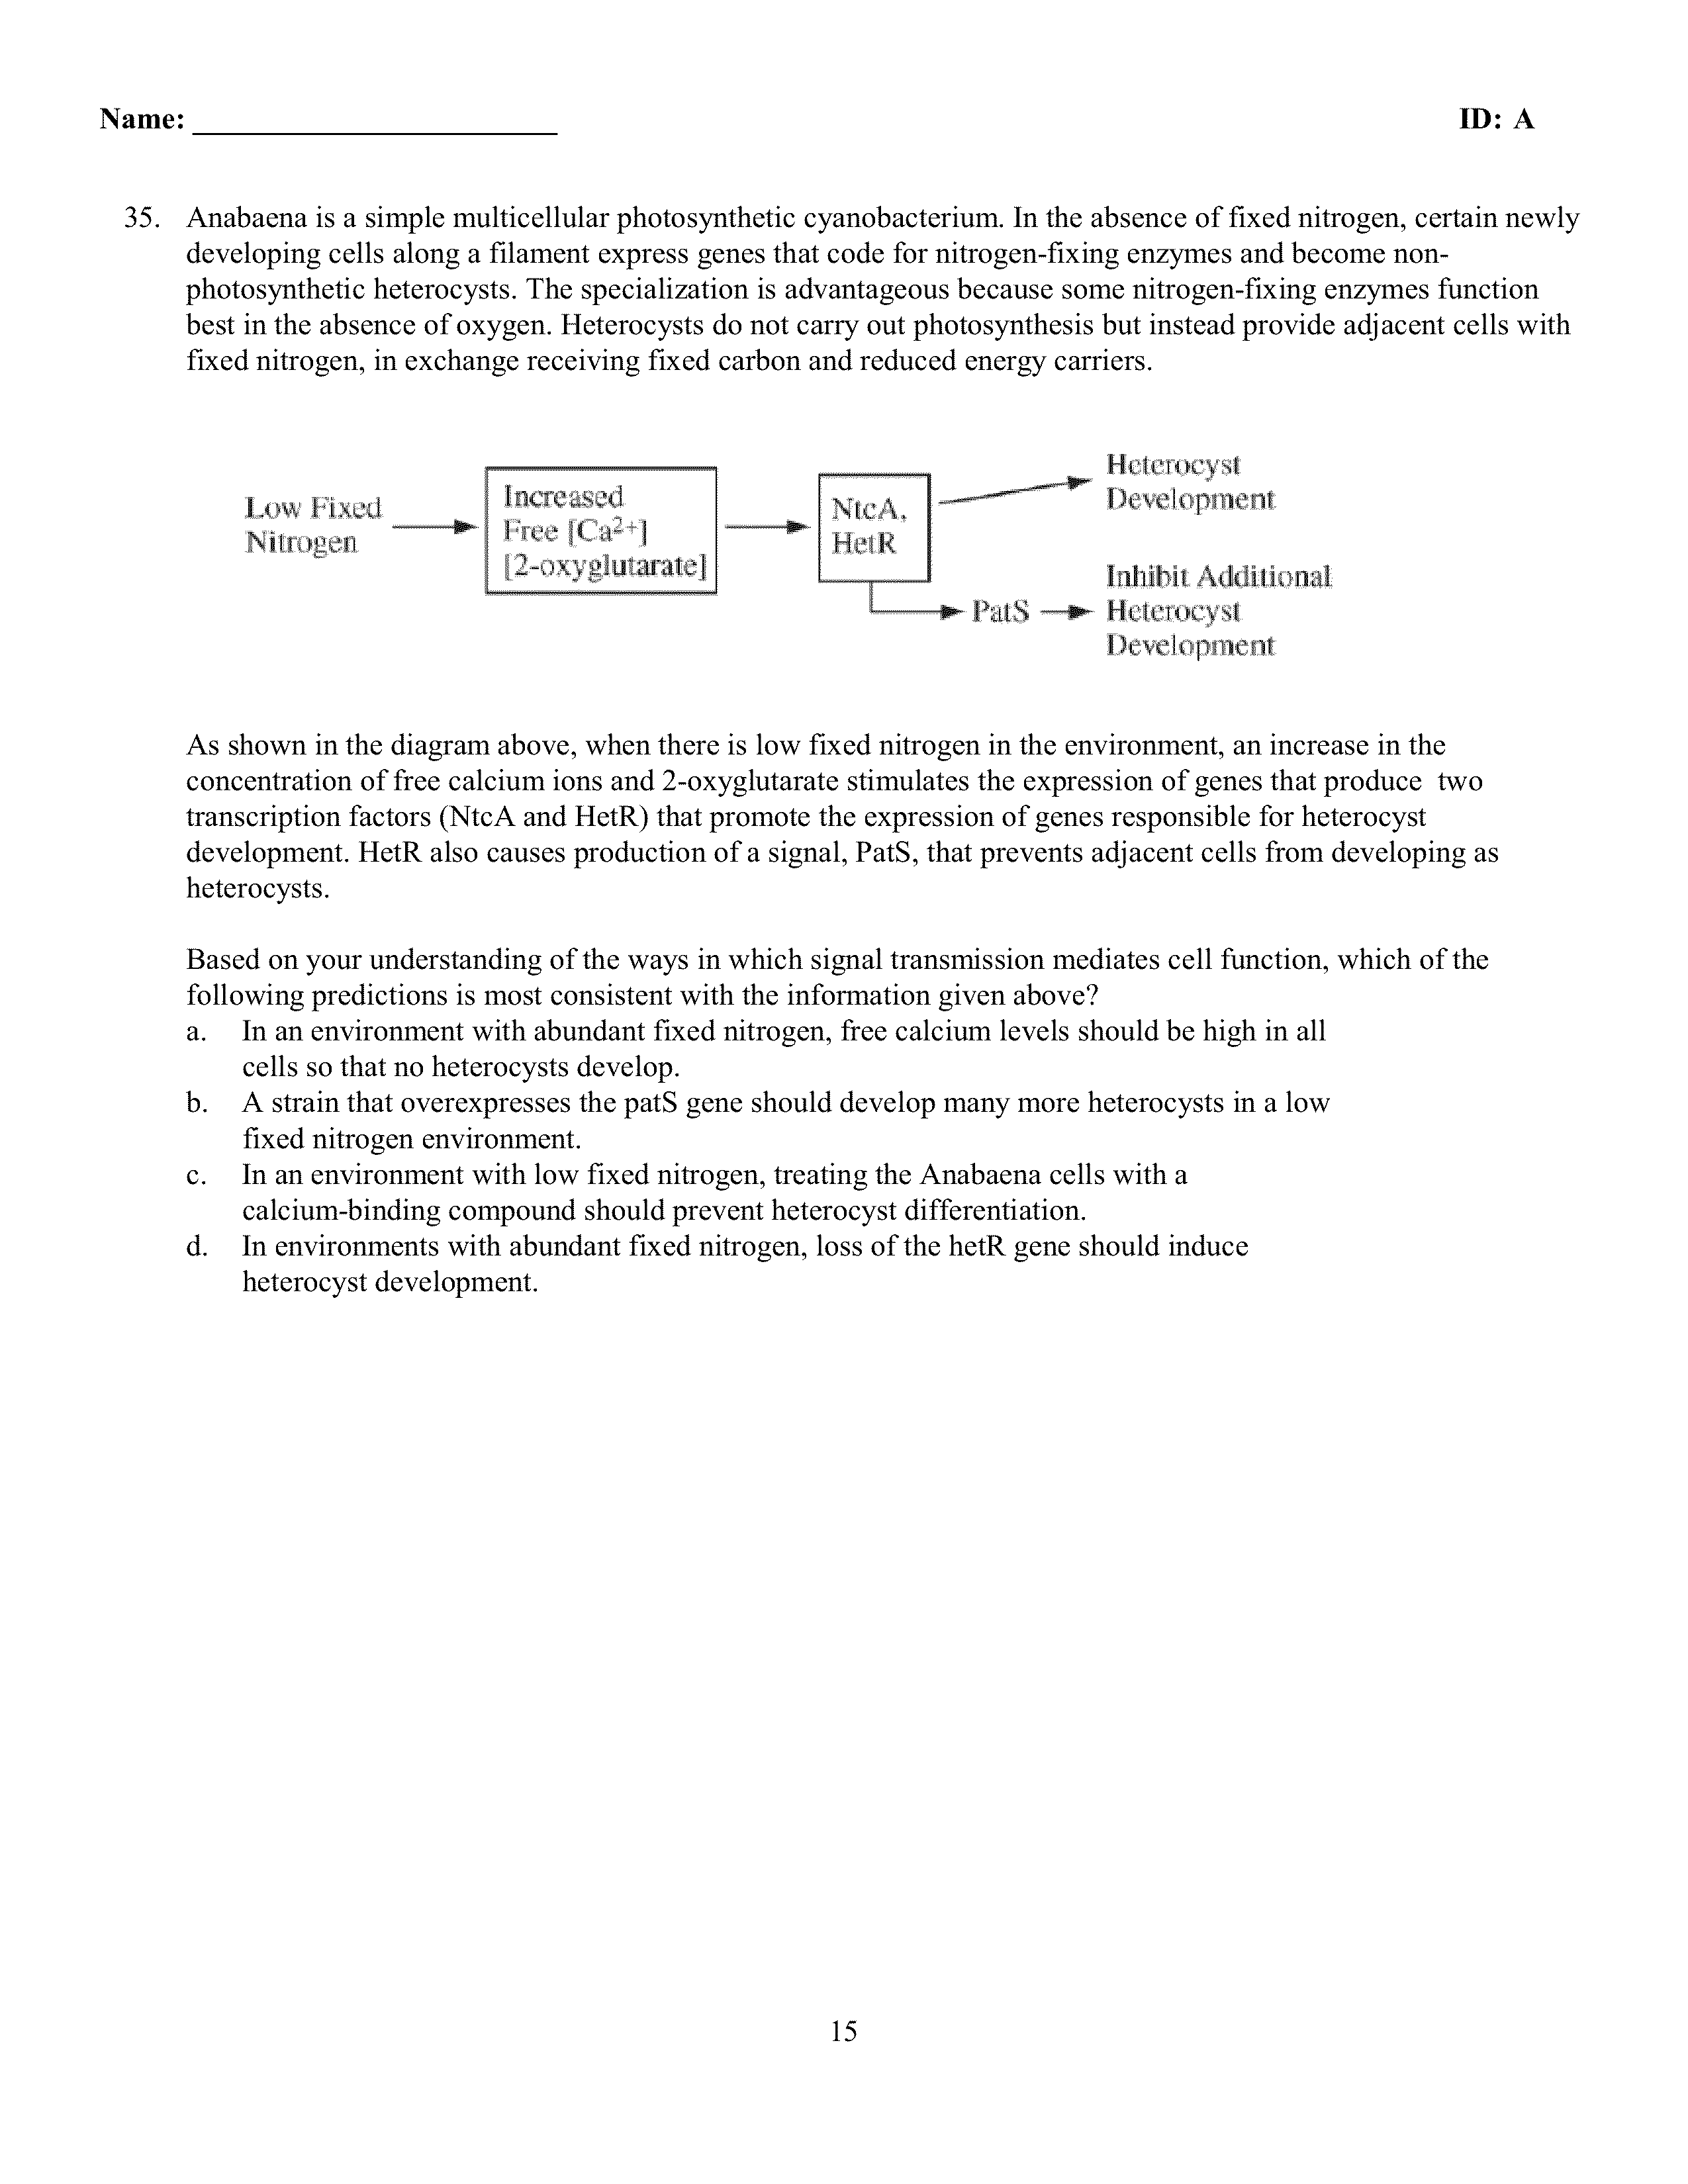 Name: ID: A
35. Anabaena is a simple multicellular photosynthetic cyanobacterium. In the absence of fixed nitrogen, certain newly
developing cells along a filament express genes that code for nitrogen-fixing enzymes and become non-
photosynthetic heterocysts. The specialization is advantageous because some nitrogen-fixing enzymes function
best in the absence of oxygen. Heterocysts do not carry out photosynthesis but instead provide adjacent cells with
fixed nitrogen, in exchange receiving fixed carbon and reduced energy carriers.
Low Fixed
Nitrogen
Increased
Free [Ca²⁺]
[2-oxyglutarate]
NtcA,
HetR
Heterocyst
Development
PatS
Inhibit Additional
Heterocyst
Development
As shown in the diagram above, when there is low fixed nitrogen in the environment, an increase in the
concentration of free calcium ions and 2-oxyglutarate stimulates the expression of genes that produce two
transcription factors (NtcA and HetR) that promote the expression of genes responsible for heterocyst
development. HetR also causes production of a signal, PatS, that prevents adjacent cells from developing as
heterocysts.
Based on your understanding of the ways in which signal transmission mediates cell function, which of the
following predictions is most consistent with the information given above?
a. In an environment with abundant fixed nitrogen, free calcium levels should be high in all
cells so that no heterocysts develop.
b. A strain that overexpresses the patS gene should develop many more heterocysts in a low
fixed nitrogen environment.
c. In an environment with low fixed nitrogen, treating the Anabaena cells with a
calcium-binding compound should prevent heterocyst differentiation.
d. In environments with abundant fixed nitrogen, loss of the hetR gene should induce
heterocyst development.
15